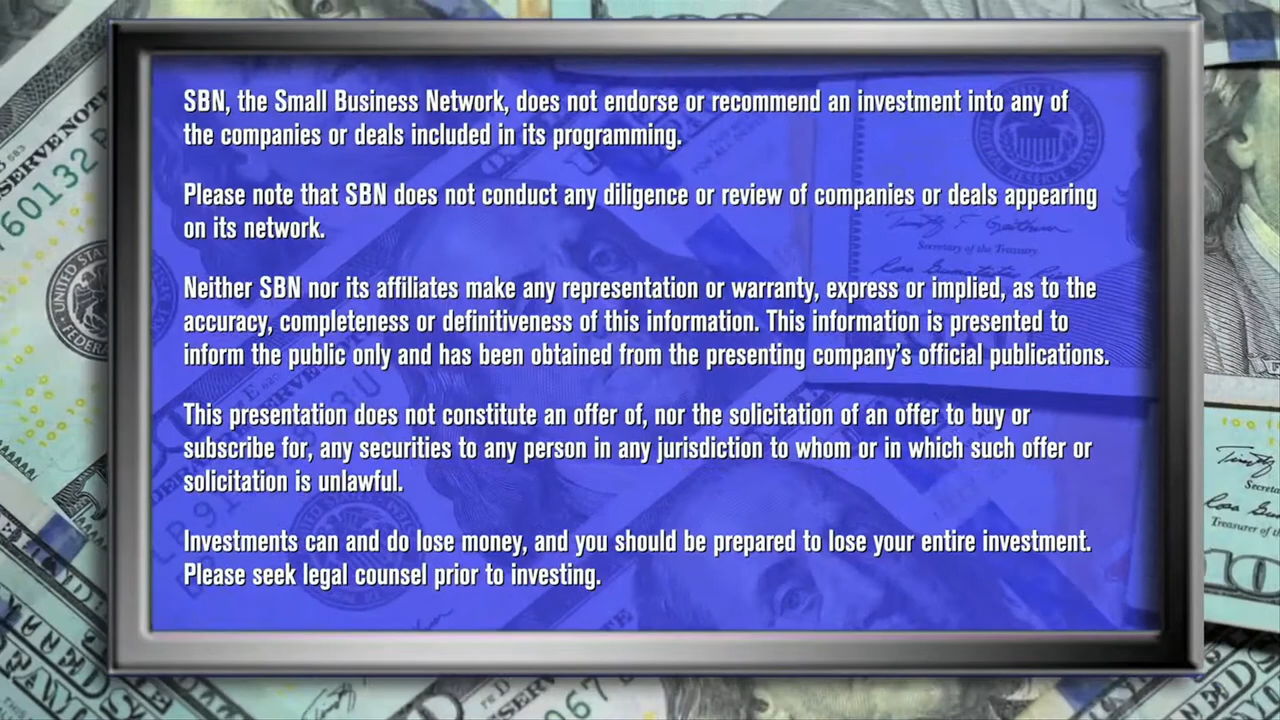 SBN, the Small Business Network, does not endorse or recommend an investment into any of
the companies or deals included in its programming.
Please note that SBN does not conduct any diligence or review of companies or deals appearing
on its network.
Neither SBN nor its affiliates make any representation or warranty, express or implied, as to the
accuracy, completeness or definitiveness of this information. This information is presented to
inform the public only and has been obtained from the presenting company's official publications.
This presentation does not constitute an offer of, nor the solicitation of an offer to buy or
subscribe for, any securities to any person in any jurisdiction to whom or in which such offer or
solicitation is unlawful.
Investments can and do lose money, and you should be prepared to lose your entire investment.
Please seek legal counsel prior to investing.
Secretary of the Treasury